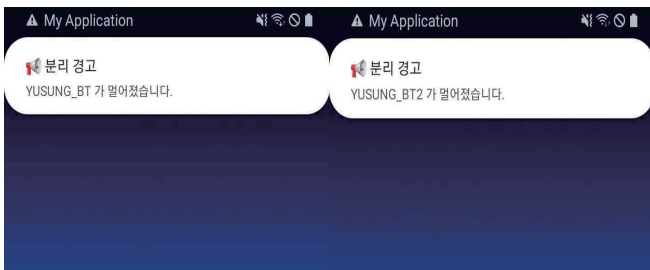 My Application
분리 경고
YUSUNG_BT 가 멀어졌습니다.
My Application
분리 경고
YUSUNG_BT2 가 멀어졌습니다.